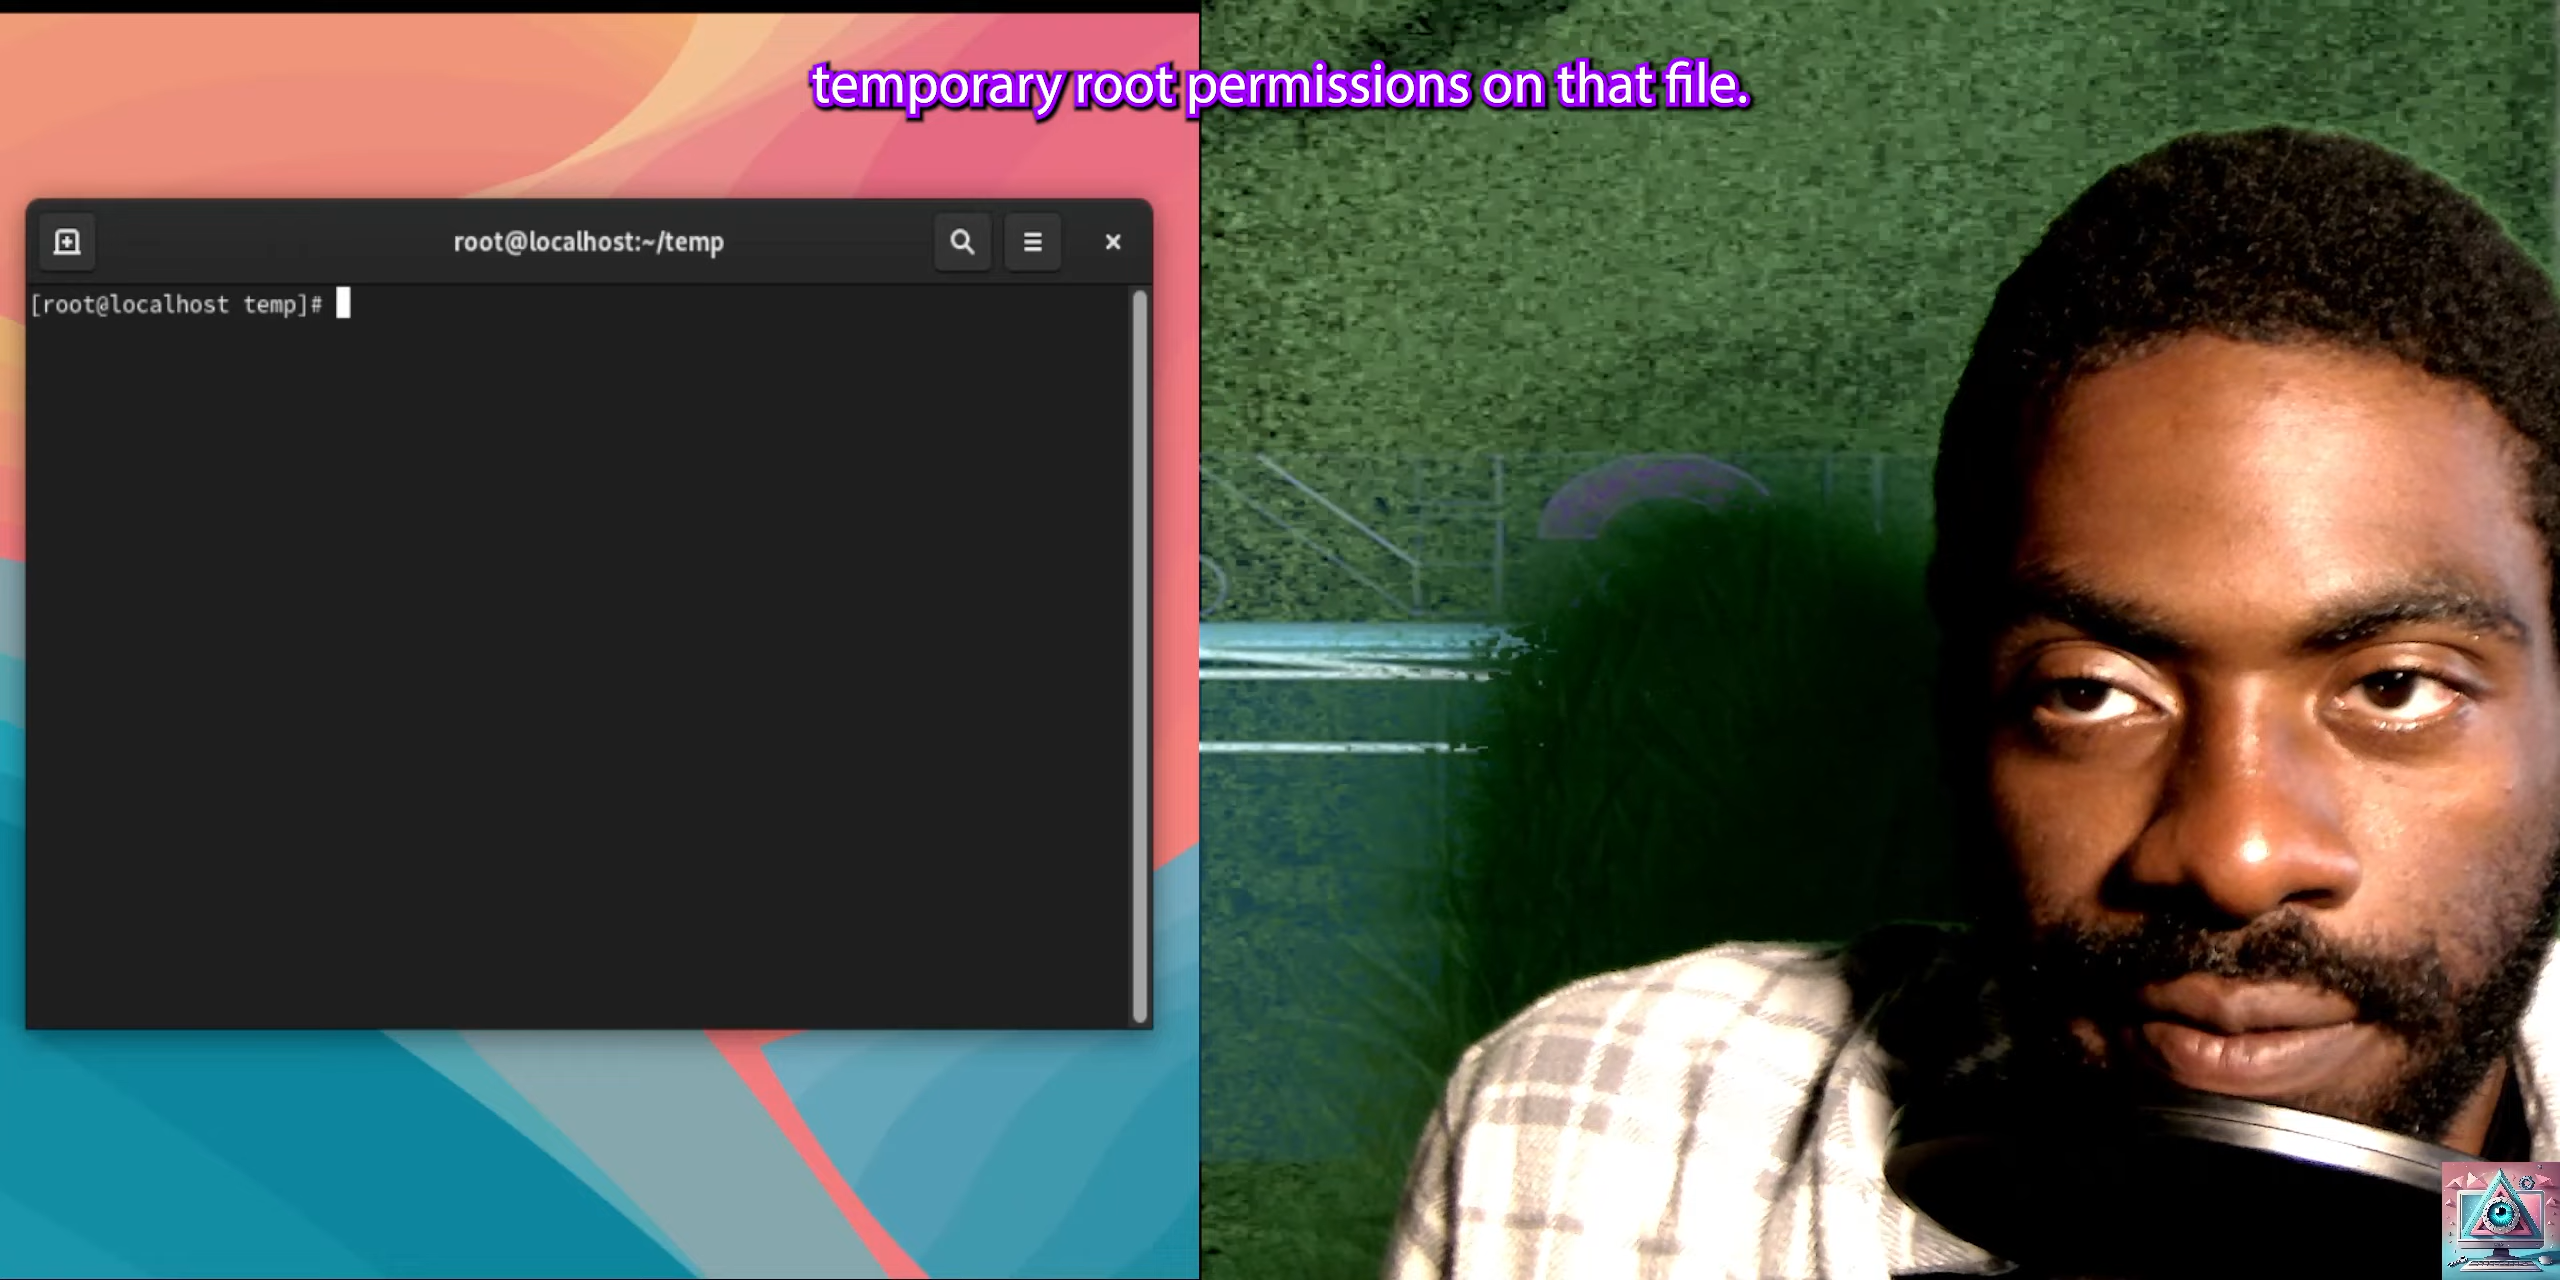 temporary root permissions on that file.
root@localhost:~/temp
[root@localhost temp]#